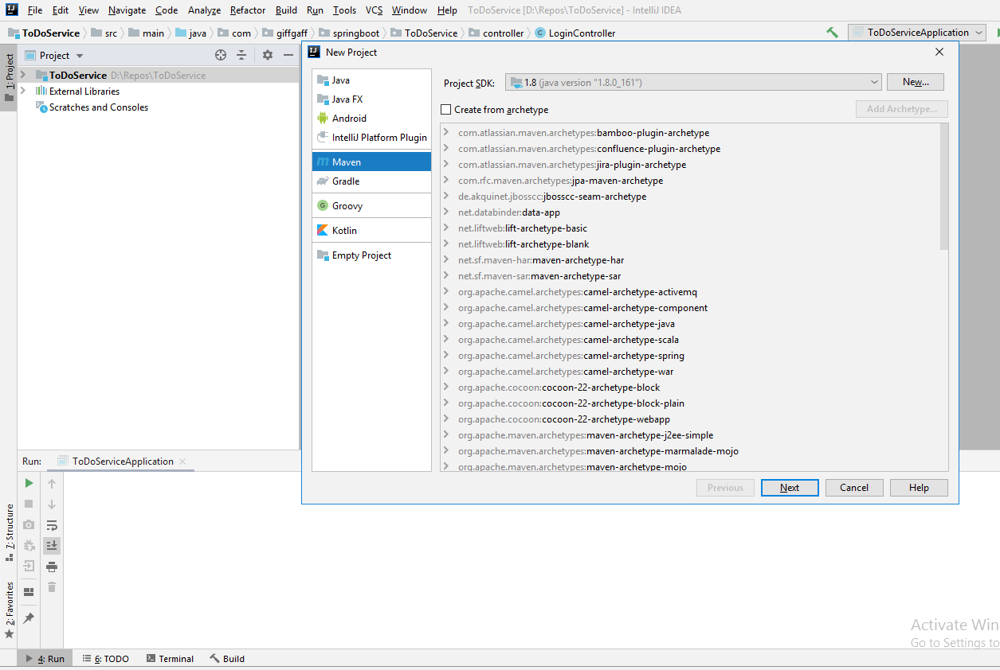 File Edit View Navigate Code Analyze Refactor Build Run Tools VCS Window Help ToDoService [D:\Repos\ToDoService] - IntelliJ IDEA
ToDoService src main java com giffgaff springboot ToDoService controller LoginController ToDoServiceApplication
1: Project
Project
ToDoService D:\Repos\ToDoService
External Libraries
Scratches and Consoles
New Project
Java
Java FX
Android
IntelliJ Platform Plugin
Maven
Gradle
Groovy
Kotlin
Empty Project
Project SDK: 1.8 (java version "1.8.0_161") New...
Create from archetype Add Archetype...
com.atlassian.maven.archetypes:bamboo-plugin-archetype
com.atlassian.maven.archetypes:confluence-plugin-archetype
com.atlassian.maven.archetypes:jira-plugin-archetype
com.rfc.maven.archetypes:jpa-maven-archetype
de.akquinet.jbosscc:jbosscc-seam-archetype
net.databinder:data-app
net.liftweb:lift-archetype-basic
net.liftweb:lift-archetype-blank
net.sf.maven-har:maven-archetype-har
net.sf.maven-sar:maven-archetype-sar
org.apache.camel.archetypes:camel-archetype-activemq
org.apache.camel.archetypes:camel-archetype-component
org.apache.camel.archetypes:camel-archetype-java
org.apache.camel.archetypes:camel-archetype-scala
org.apache.camel.archetypes:camel-archetype-spring
org.apache.camel.archetypes:camel-archetype-war
org.apache.cocoon:cocoon-22-archetype-block
org.apache.cocoon:cocoon-22-archetype-block-plain
org.apache.cocoon:cocoon-22-archetype-webapp
org.apache.maven.archetypes:maven-archetype-j2ee-simple
org.apache.maven.archetypes:maven-archetype-marmalade-mojo
org.apache.maven.archetypes:maven-archetype-mojo
Previous Next Cancel Help
Run: ToDoServiceApplication
7: Structure
2: Favorites
Activate Win
Go to Settings to
4: Run 6: TODO Terminal Build